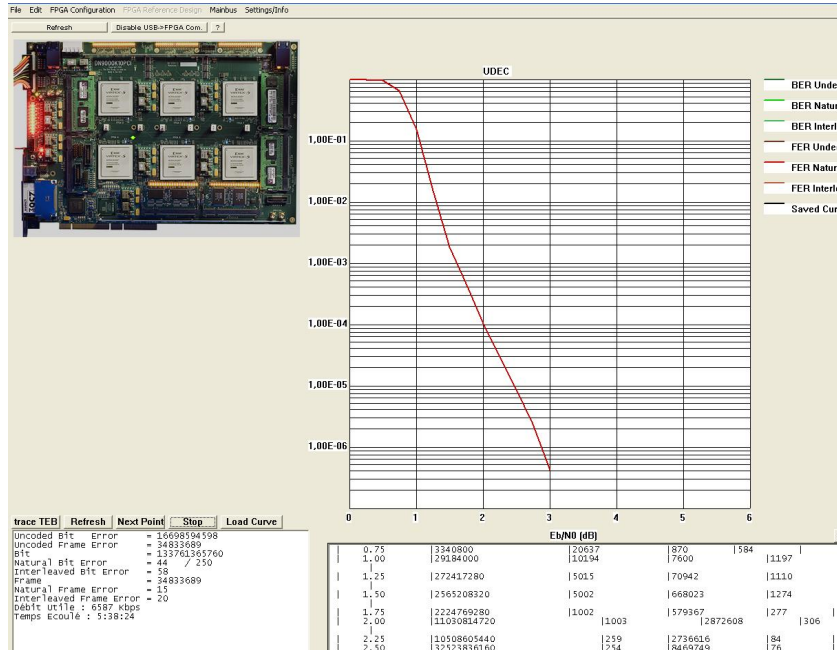 File Edit FPGA Configuration FPGA Reference Design Mainbus Settings/Info
Refresh Disable USB->FPGA Com. ?
DN9000K10PCI
UDEC
BER Unde
BER Natur
BER Interl
FER Unde
FER Natur
FER Interle
Saved Cur
1,00E-01
1,00E-02
1,00E-03
1,00E-04
1,00E-05
1,00E-06
0 1 2 3 4 5 6
Eb/N0 (dB)
trace TEB Refresh Next Point Stop Load Curve
Uncoded Bit Error = 16698594598
Uncoded Frame Error = 34833689
Bit = 133761365760
Natural Bit Error = 44 / 250
Interleaved Bit Error = 58
Frame = 34833689
Natural Frame Error = 15
Interleaved Frame Error = 20
Débit Utile : 6587 Kbps
Temps Ecoulé : 5:38:24
| 0.75 |3340800 |20637 |870 |584 |
| 1.00 |29184000 |10194 |7600 |1197
|
| 1.25 |272417280 |5015 |70942 |1110
|
| 1.50 |2565208320 |5002 |668023 |1274
|
| 1.75 |2224769280 |1002 |579367 |277 |
| 2.00 |11030814720 |1003 |2872608 |306
|
| 2.25 |10508605440 |259 |2736616 |84 |
| 2.50 |32523836160 |254 |8469749 |76 |